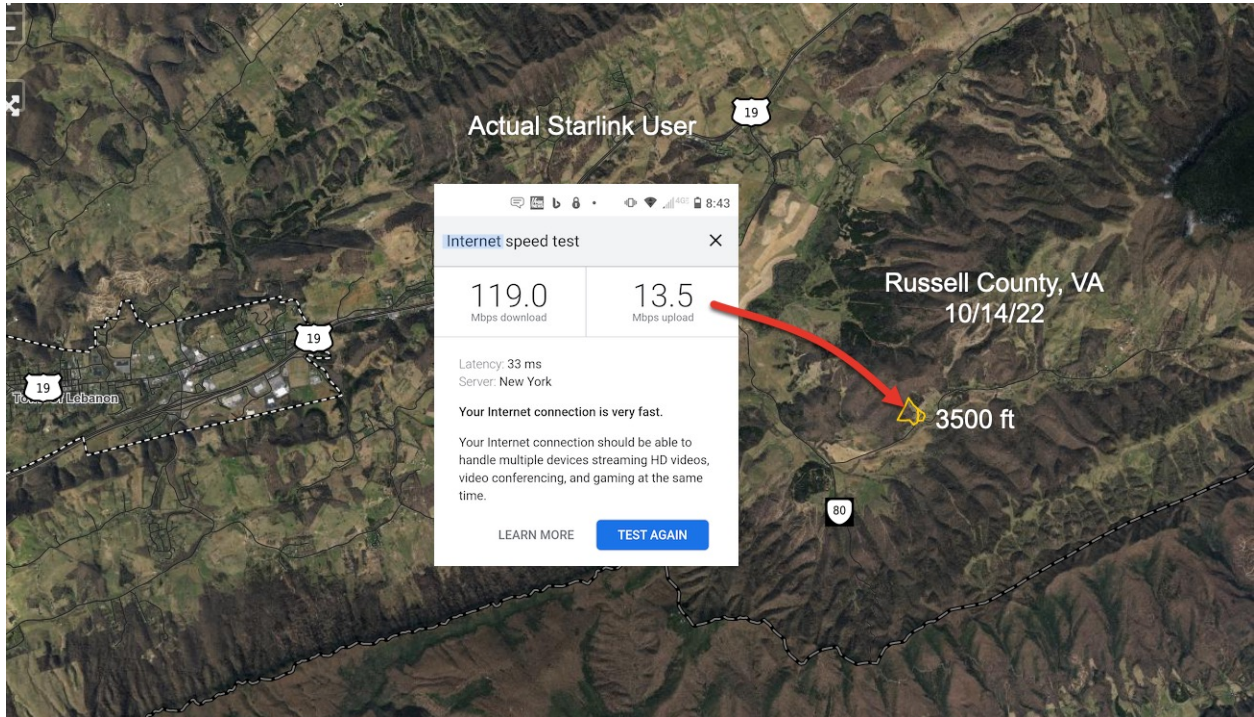 19
Actual Starlink User
8:43
Internet speed test
119.0
Mbps download
13.5
Mbps upload
Russell County, VA
10/14/22
19
Latency: 33 ms
Server: New York
19
Lebanon
Your Internet connection is very fast.
3500 ft
Your Internet connection should be able to
handle multiple devices streaming HD videos,
video conferencing, and gaming at the same
time.
80
LEARN MORE
TEST AGAIN